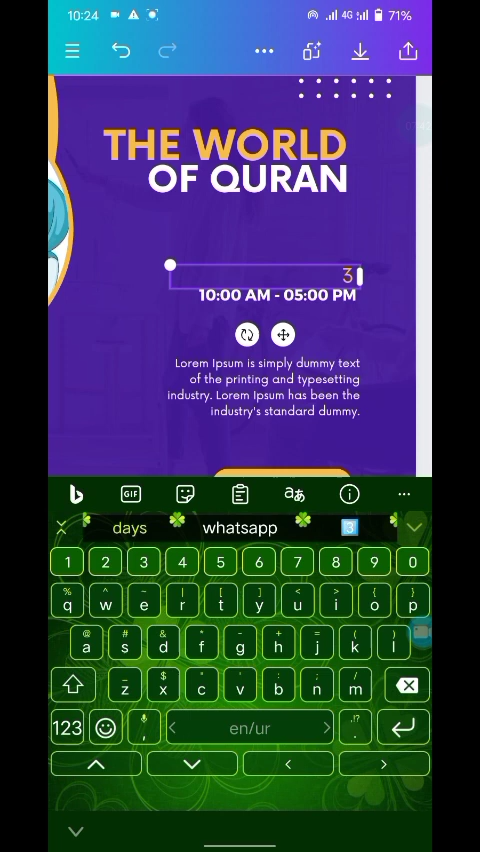 10:24 4G 71%
THE WORLD
OF QURAN
3
10:00 AM - 05:00 PM
Lorem Ipsum is simply dummy text
of the printing and typesetting
industry. Lorem Ipsum has been the
industry's standard dummy.
GIF
days whatsapp 3
1 2 3 4 5 6 7 8 9 0
% ^ ~ | [ ] < > { }
q w e r t y u i o p
@ # & * - + = ( )
a s d f g h j k l
_ $ " ' : ; /
z x c v b n m
123 , en/ur .,!?